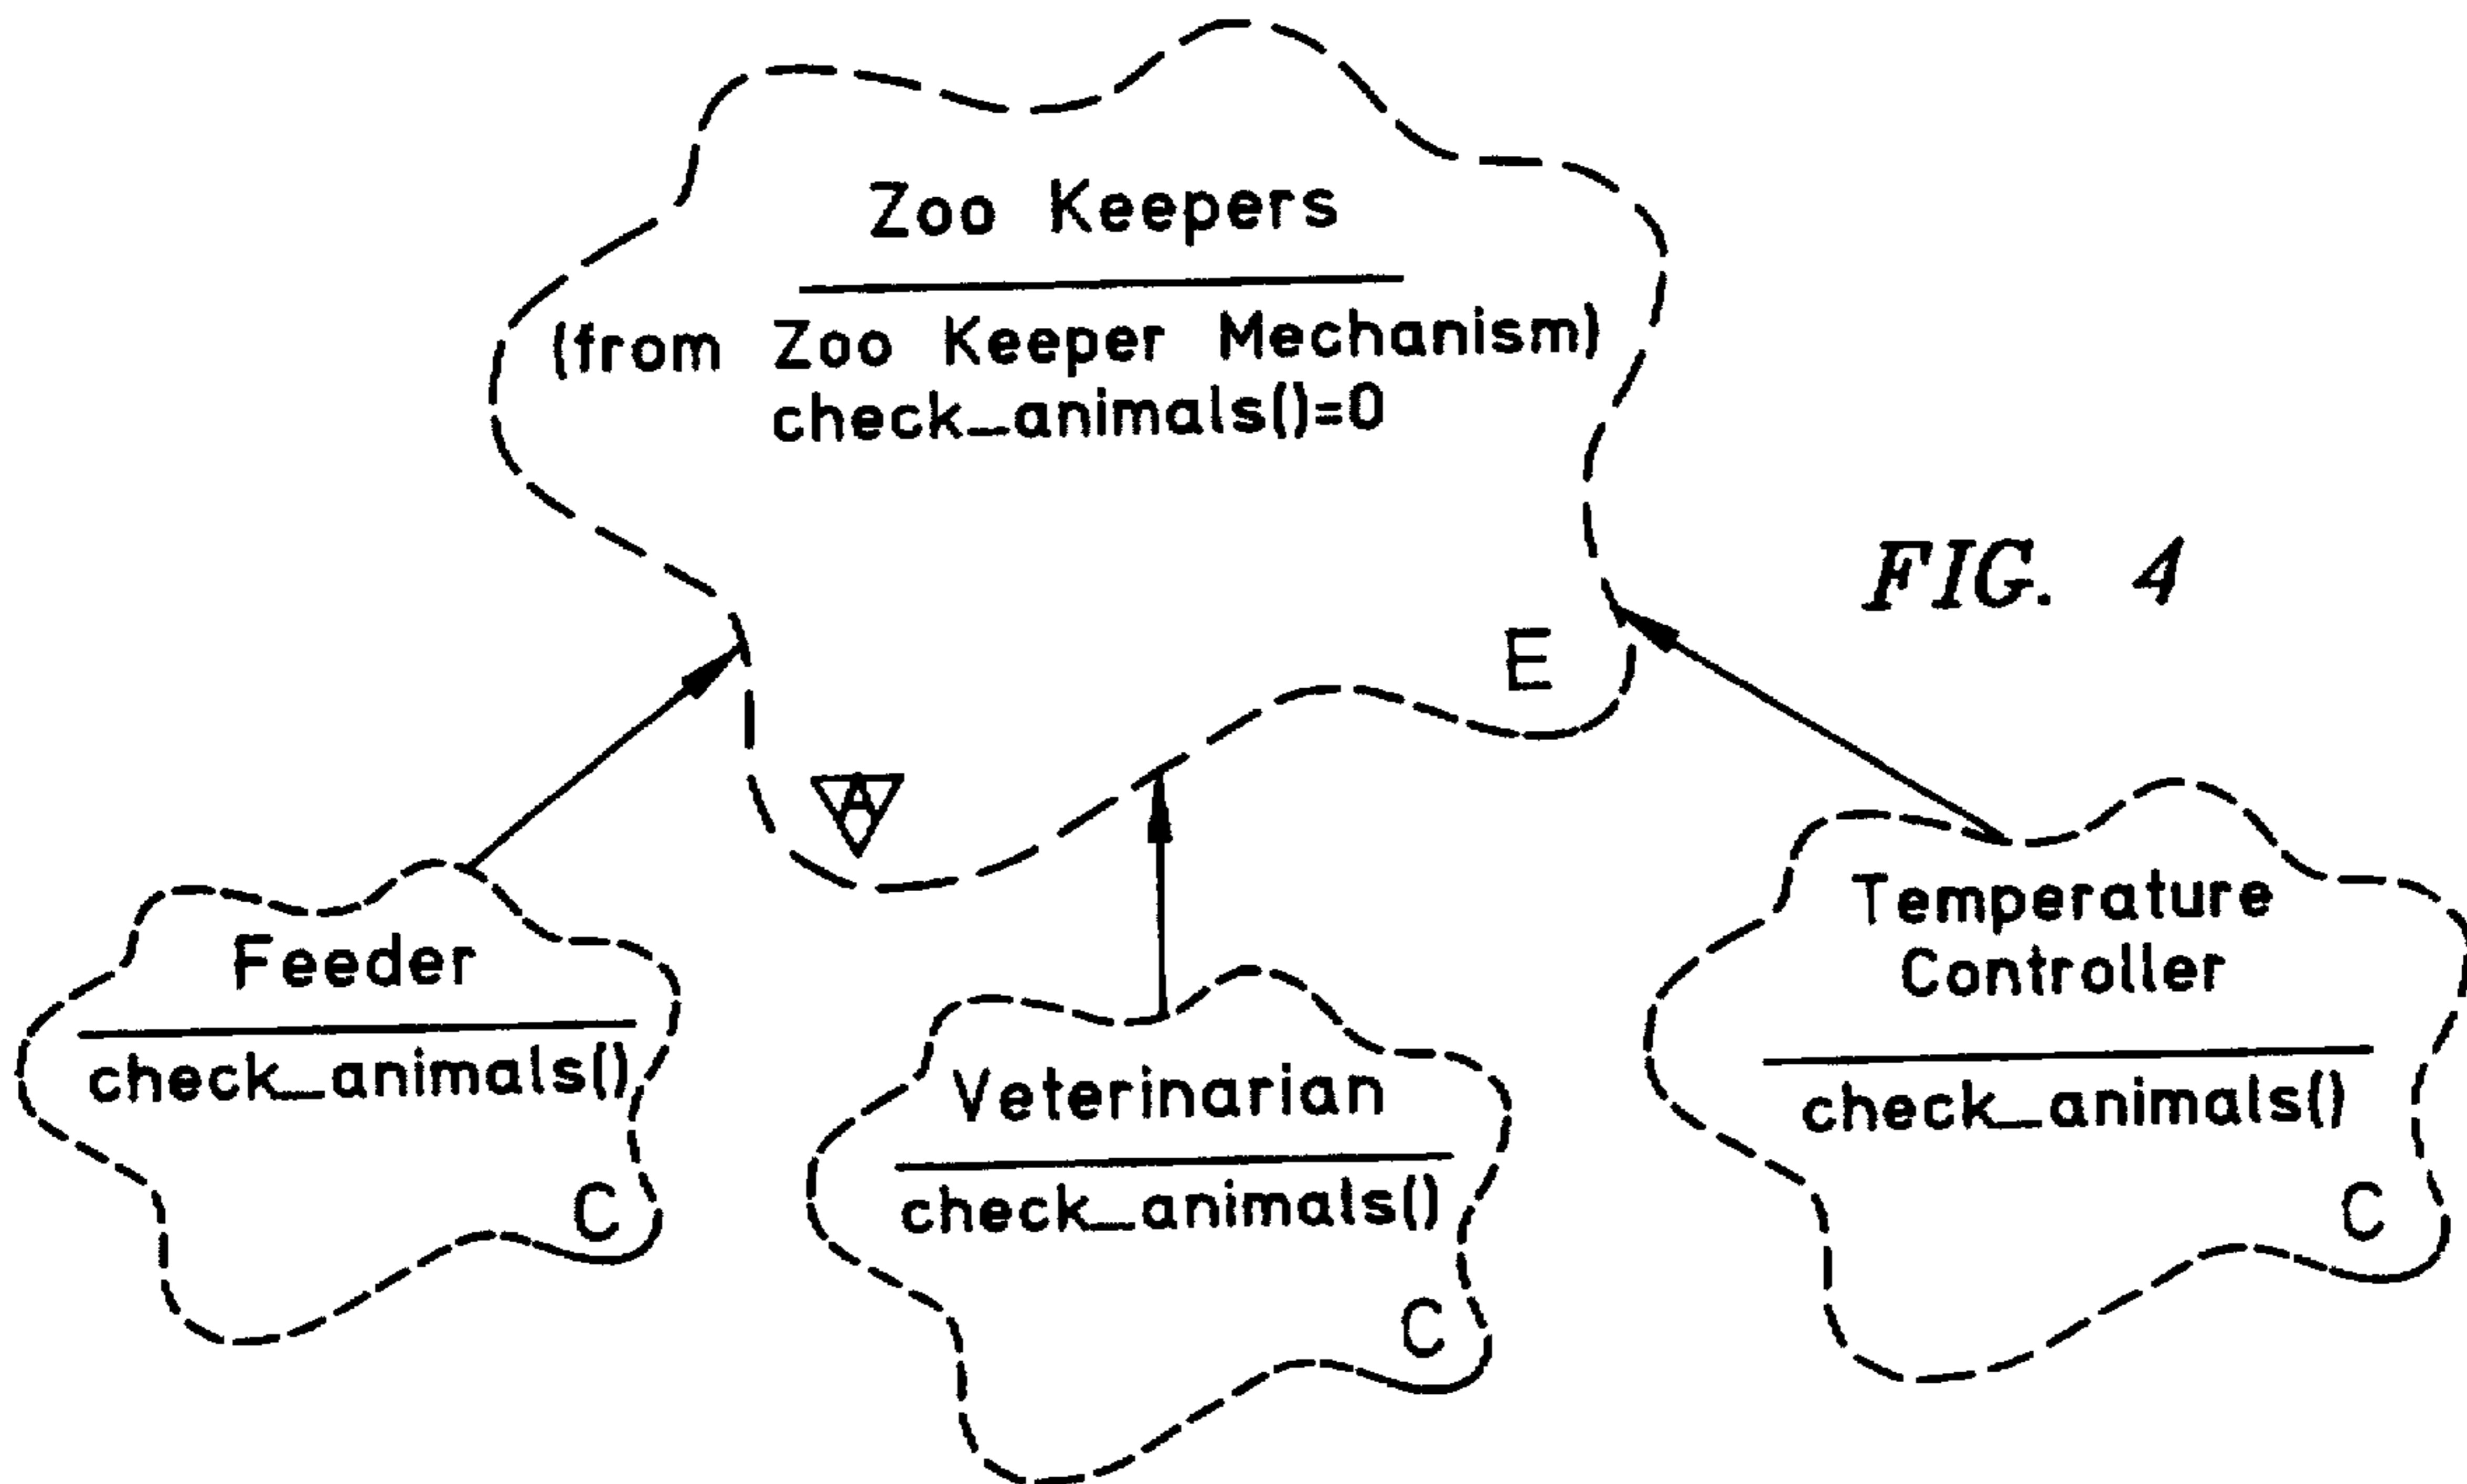 Zoo Keepers
(from Zoo Keeper Mechanism)
check_animals()=0
FIG. 4
E
A
Feeder
check_animals()
C
Veterinarian
check_animals()
C
Temperature
Controller
check_animals()
C